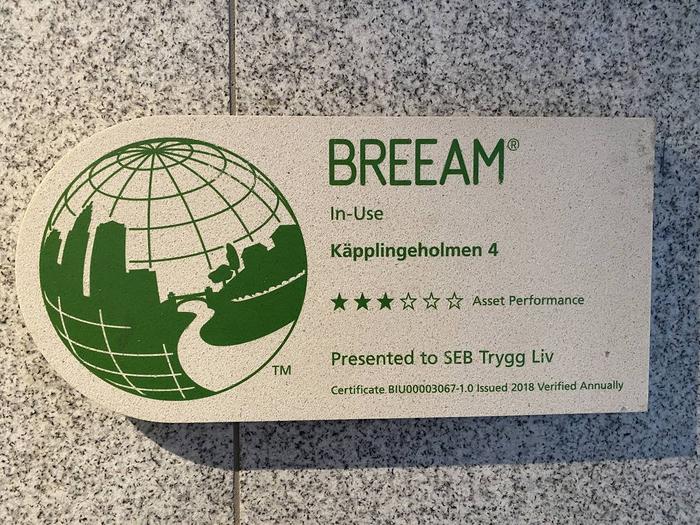 BREEAM®
In-Use
Käpplingeholmen 4
★★★☆☆☆ Asset Performance
Presented to SEB Trygg Liv
Certificate BIU00003067-1.0 Issued 2018 Verified Annually
TM